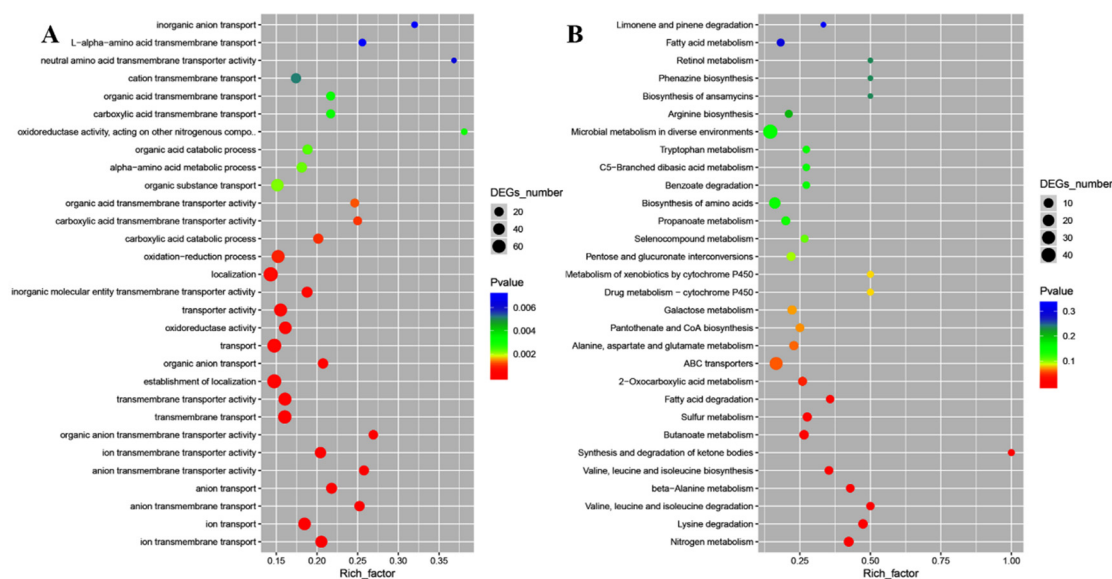 A
inorganic anion transport
L-alpha-amino acid transmembrane transport
neutral amino acid transmembrane transporter activity
cation transmembrane transport
organic acid transmembrane transport
carboxylic acid transmembrane transport
oxidoreductase activity, acting on other nitrogenous compo..
organic acid catabolic process
alpha-amino acid metabolic process
organic substance transport
organic acid transmembrane transporter activity
carboxylic acid transmembrane transporter activity
carboxylic acid catabolic process
oxidation-reduction process
localization
inorganic molecular entity transmembrane transporter activity
transporter activity
oxidoreductase activity
transport
organic anion transport
establishment of localization
transmembrane transporter activity
transmembrane transport
organic anion transmembrane transporter activity
ion transmembrane transporter activity
anion transmembrane transporter activity
anion transport
anion transmembrane transport
ion transport
ion transmembrane transport
0.15 0.20 0.25 0.30 0.35
Rich_factor
DEGs_number
20
40
60
Pvalue
0.006
0.004
0.002
B
Limonene and pinene degradation
Fatty acid metabolism
Retinol metabolism
Phenazine biosynthesis
Biosynthesis of ansamycins
Arginine biosynthesis
Microbial metabolism in diverse environments
Tryptophan metabolism
C5-Branched dibasic acid metabolism
Benzoate degradation
Biosynthesis of amino acids
Propanoate metabolism
Selenocompound metabolism
Pentose and glucuronate interconversions
Metabolism of xenobiotics by cytochrome P450
Drug metabolism - cytochrome P450
Galactose metabolism
Pantothenate and CoA biosynthesis
Alanine, aspartate and glutamate metabolism
ABC transporters
2-Oxocarboxylic acid metabolism
Fatty acid degradation
Sulfur metabolism
Butanoate metabolism
Synthesis and degradation of ketone bodies
Valine, leucine and isoleucine biosynthesis
beta-Alanine metabolism
Valine, leucine and isoleucine degradation
Lysine degradation
Nitrogen metabolism
0.25 0.50 0.75 1.00
Rich_factor
DEGs_number
10
20
30
40
Pvalue
0.3
0.2
0.1